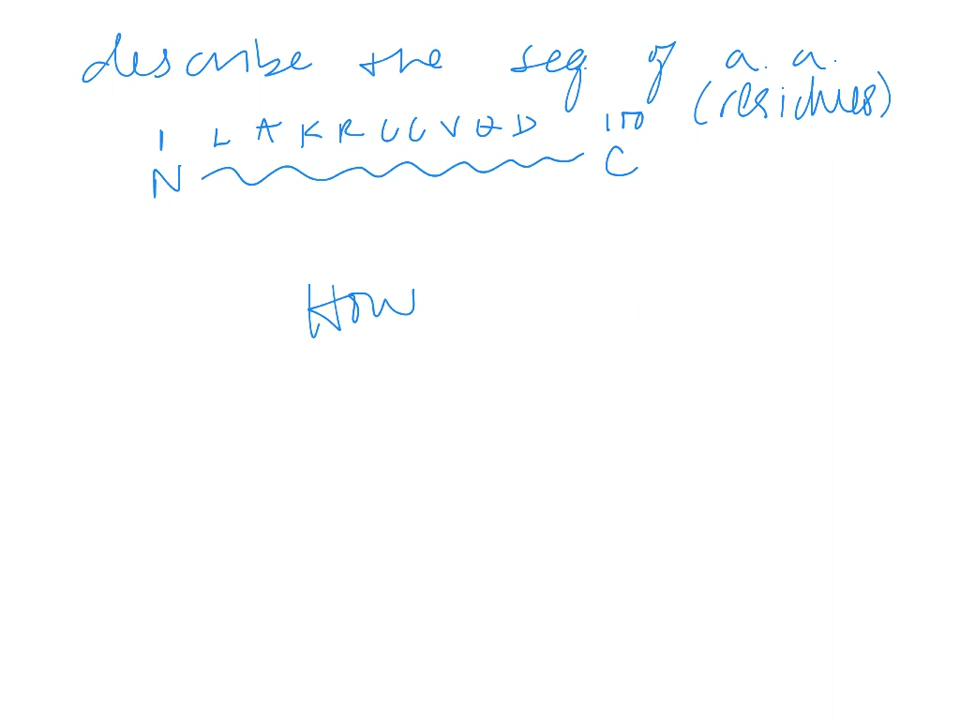 describe the seq of a.a.
(residues)
1 L A K R C C V Q D 150
N C
How